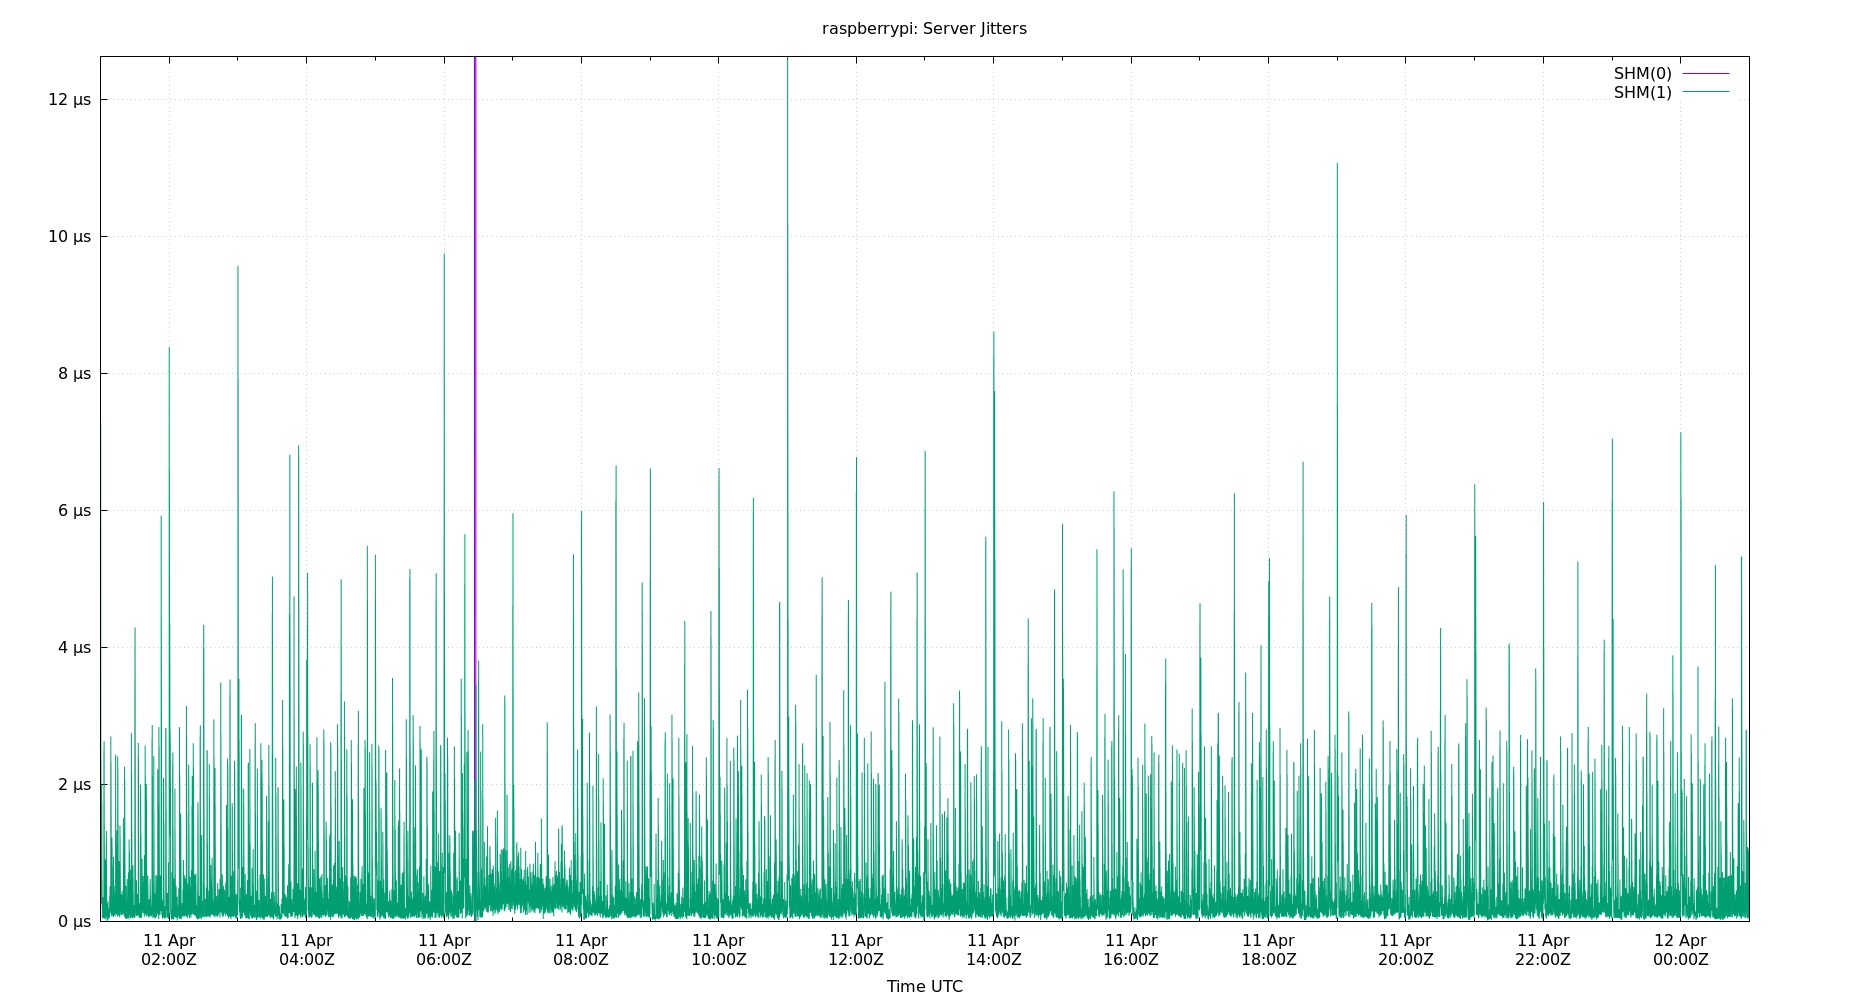 raspberrypi: Server Jitters
SHM(0)
SHM(1)
12 µs
10 µs
8 µs
6 µs
4 µs
2 µs
0 µs
11 Apr 11 Apr 11 Apr 11 Apr 11 Apr 11 Apr 11 Apr 11 Apr 11 Apr 11 Apr 11 Apr 12 Apr
02:00Z 04:00Z 06:00Z 08:00Z 10:00Z 12:00Z 14:00Z 16:00Z 18:00Z 20:00Z 22:00Z 00:00Z
Time UTC